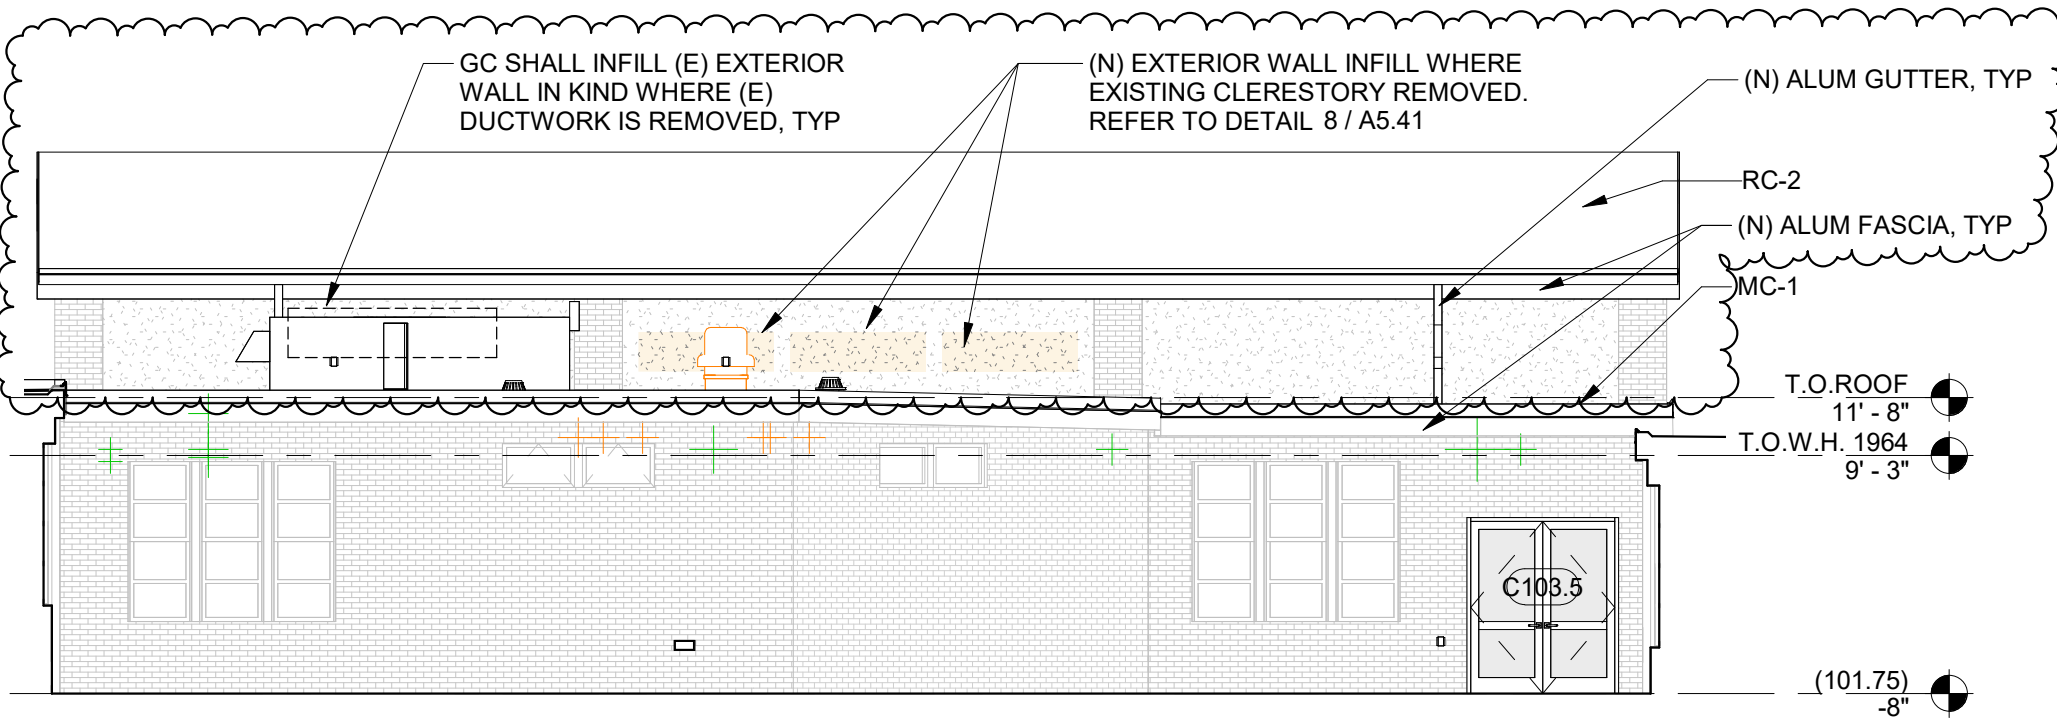 GC SHALL INFILL (E) EXTERIOR
WALL IN KIND WHERE (E)
DUCTWORK IS REMOVED, TYP
(N) EXTERIOR WALL INFILL WHERE
EXISTING CLERESTORY REMOVED.
REFER TO DETAIL 8 / A5.41
(N) ALUM GUTTER, TYP
RC-2
(N) ALUM FASCIA, TYP
MC-1
T.O.ROOF
11' - 8"
T.O.W.H. 1964
9' - 3"
C103.5
(101.75)
-8"